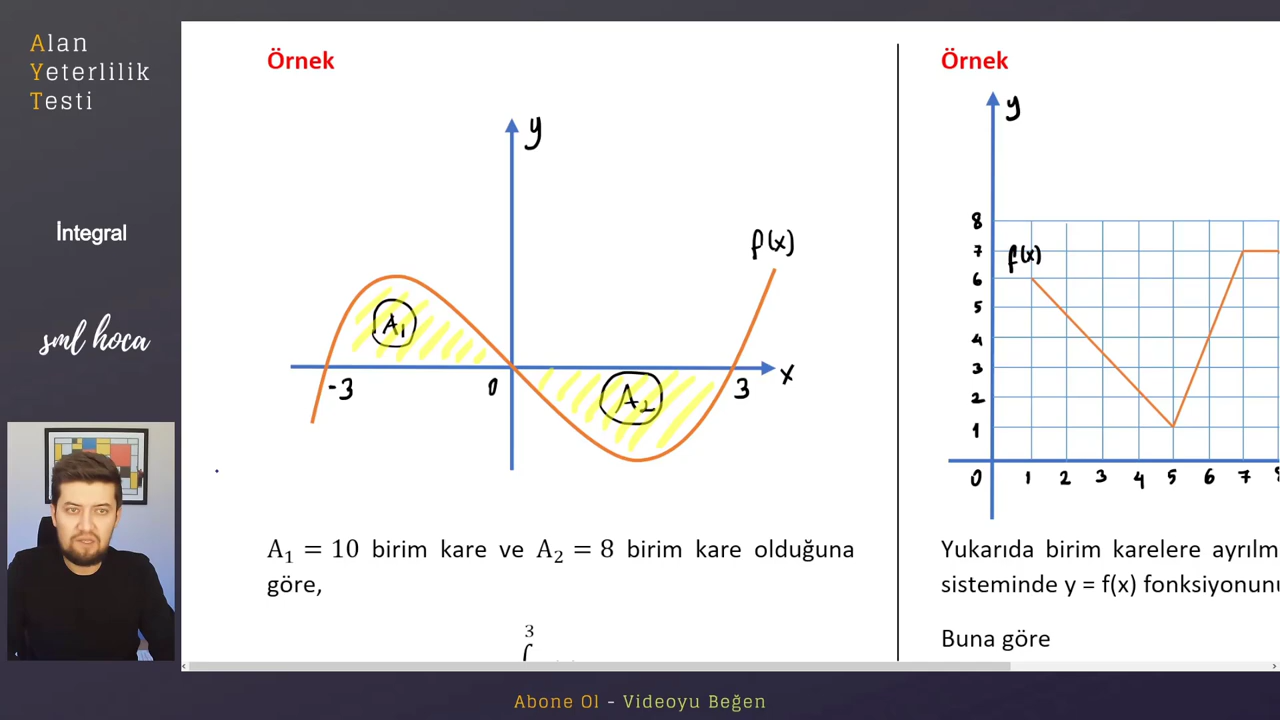 Alan
Yeterlilik
Testi
İntegral
sml hoca
Örnek
y
f(x)
A₁
-3
0
A₂
3
x
A₁ = 10 birim kare ve A₂ = 8 birim kare olduğuna
göre,
3
∫
Örnek
y
8
7
f(x)
6
5
4
3
2
1
0 1 2 3 4 5 6 7 8
Yukarıda birim karelere ayrılm
sisteminde y = f(x) fonksiyonunu
Buna göre
Abone Ol - Videoyu Beğen